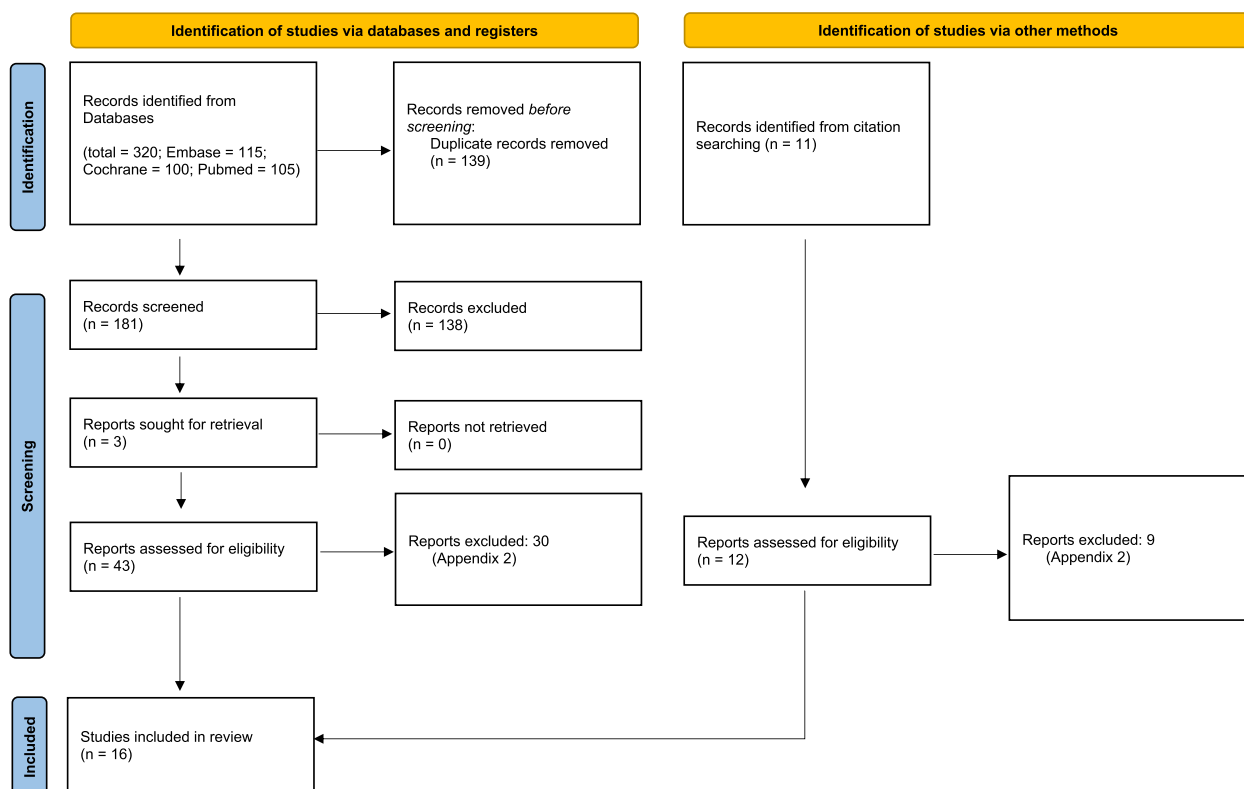 Identification of studies via databases and registers
Identification of studies via other methods
Identification
Records identified from
Databases
(total = 320; Embase = 115;
Cochrane = 100; Pubmed = 105)
Records removed before
screening:
Duplicate records removed
(n = 139)
Records identified from citation
searching (n = 11)
Screening
Records screened
(n = 181)
Records excluded
(n = 138)
Reports sought for retrieval
(n = 3)
Reports not retrieved
(n = 0)
Reports assessed for eligibility
(n = 43)
Reports excluded: 30
(Appendix 2)
Reports assessed for eligibility
(n = 12)
Reports excluded: 9
(Appendix 2)
Included
Studies included in review
(n = 16)